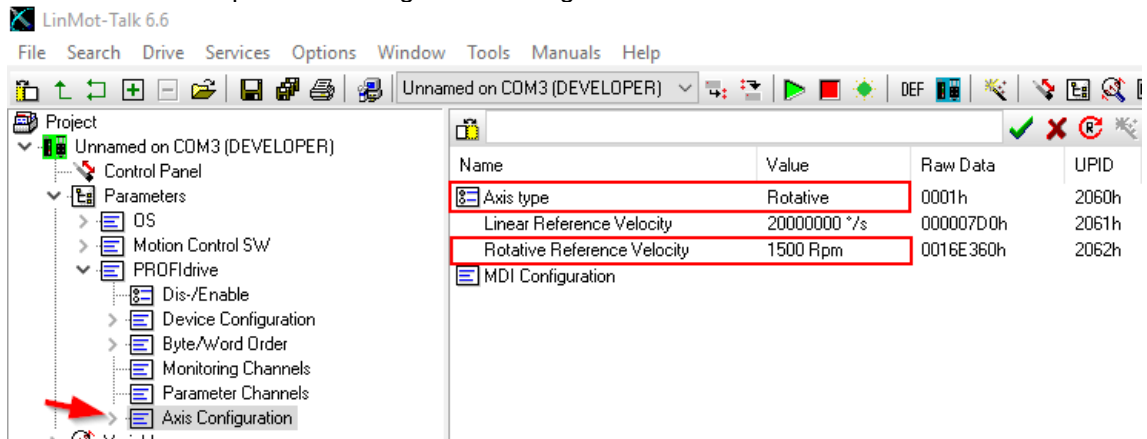 LinMot-Talk 6.6
File Search Drive Services Options Window Tools Manuals Help
Unnamed on COM3 (DEVELOPER)
DEF
Project
Unnamed on COM3 (DEVELOPER)
Control Panel
Parameters
OS
Motion Control SW
PROFIdrive
Dis-/Enable
Device Configuration
Byte/Word Order
Monitoring Channels
Parameter Channels
Axis Configuration
Name Value Raw Data UPID
Axis type Rotative 0001h 2060h
Linear Reference Velocity 20000000 °/s 000007D0h 2061h
Rotative Reference Velocity 1500 Rpm 0016E360h 2062h
MDI Configuration